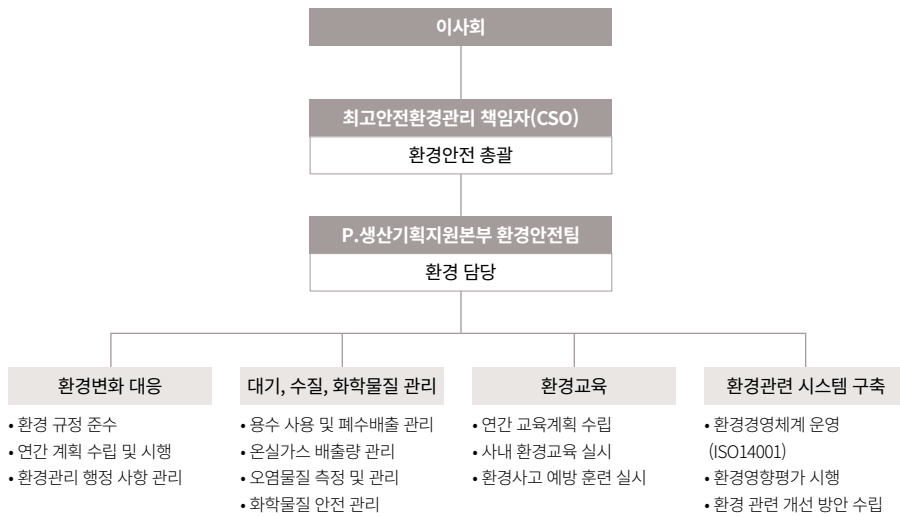 이사회
최고안전환경관리 책임자(CSO)
환경안전 총괄
P.생산기획지원본부 환경안전팀
환경 담당
환경변화 대응
• 환경 규정 준수
• 연간 계획 수립 및 시행
• 환경관리 행정 사항 관리
대기, 수질, 화학물질 관리
• 용수 사용 및 폐수배출 관리
• 온실가스 배출량 관리
• 오염물질 측정 및 관리
• 화학물질 안전 관리
환경교육
• 연간 교육계획 수립
• 사내 환경교육 실시
• 환경사고 예방 훈련 실시
환경관련 시스템 구축
• 환경경영체계 운영
(ISO14001)
• 환경영향평가 시행
• 환경 관련 개선 방안 수립